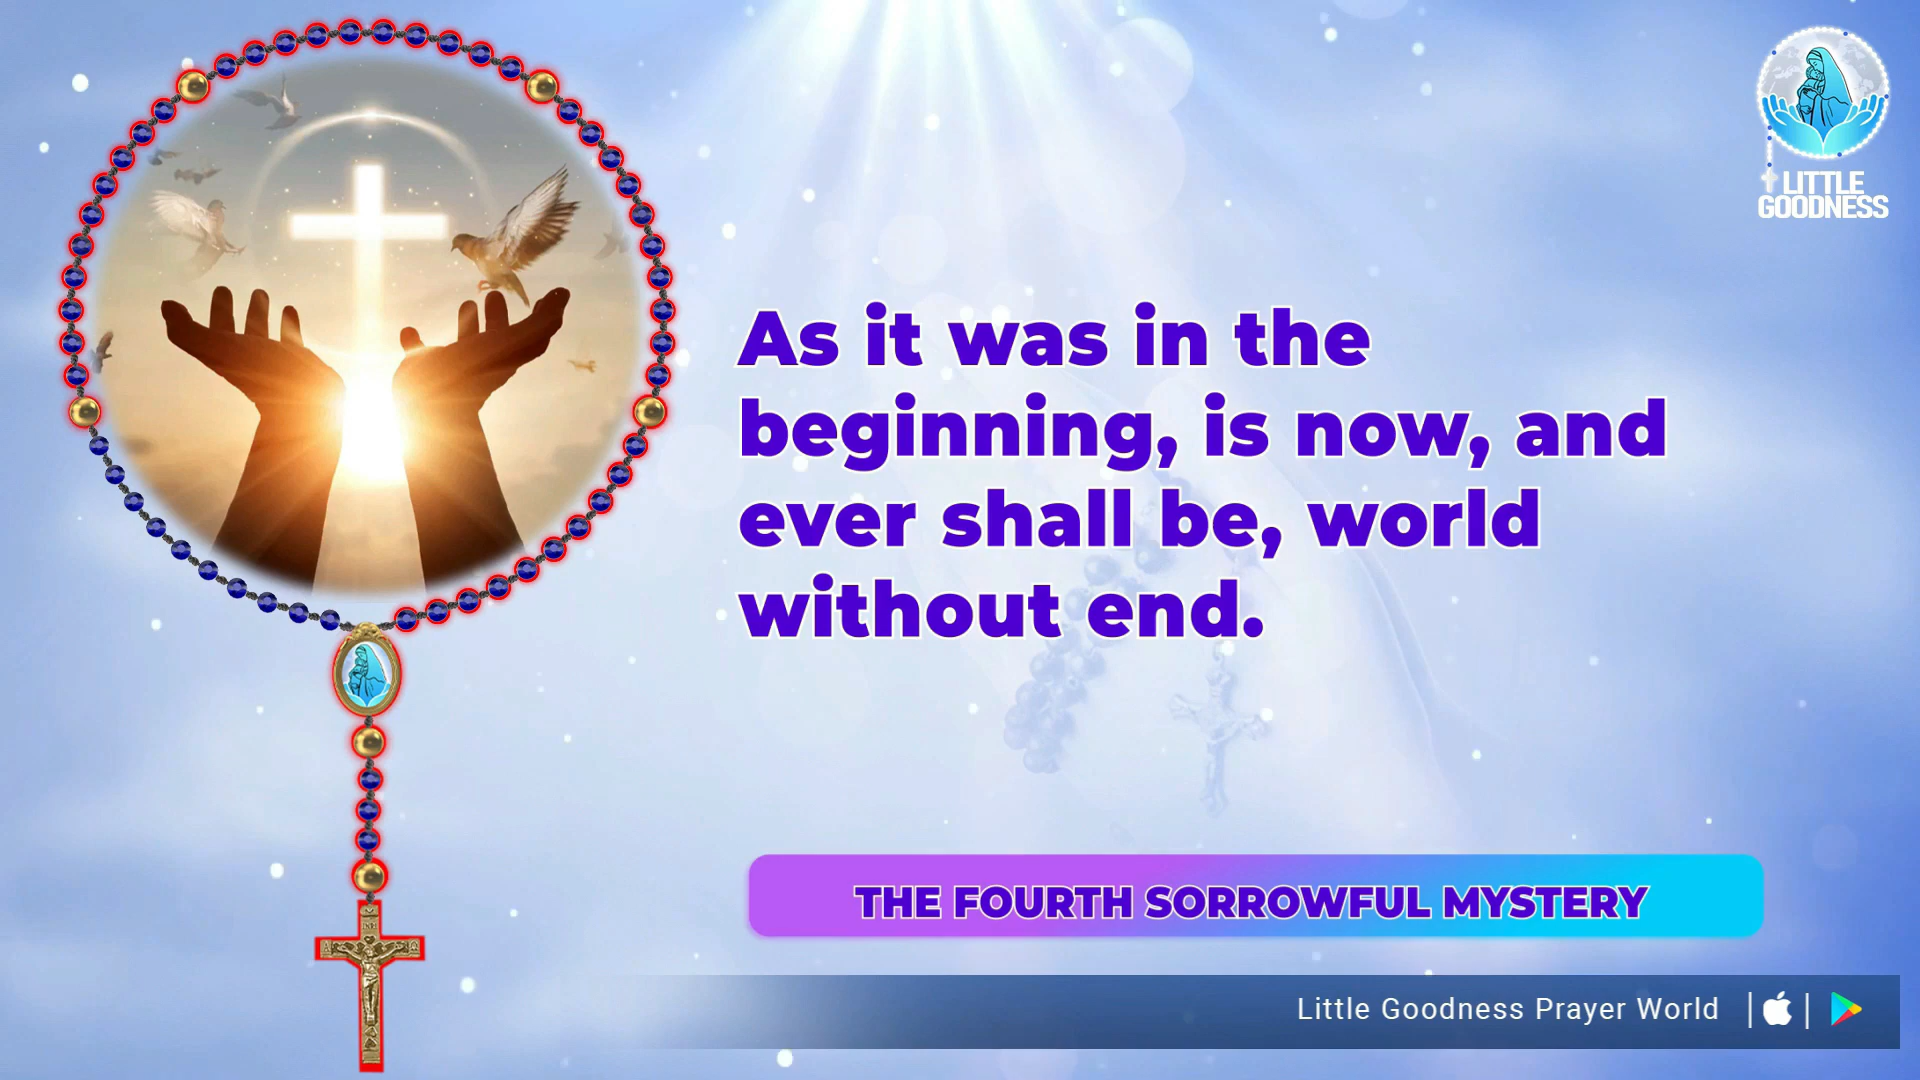 LITTLE
GOODNESS
As it was in the
beginning, is now, and
ever shall be, world
without end.
THE FOURTH SORROWFUL MYSTERY
Little Goodness Prayer World